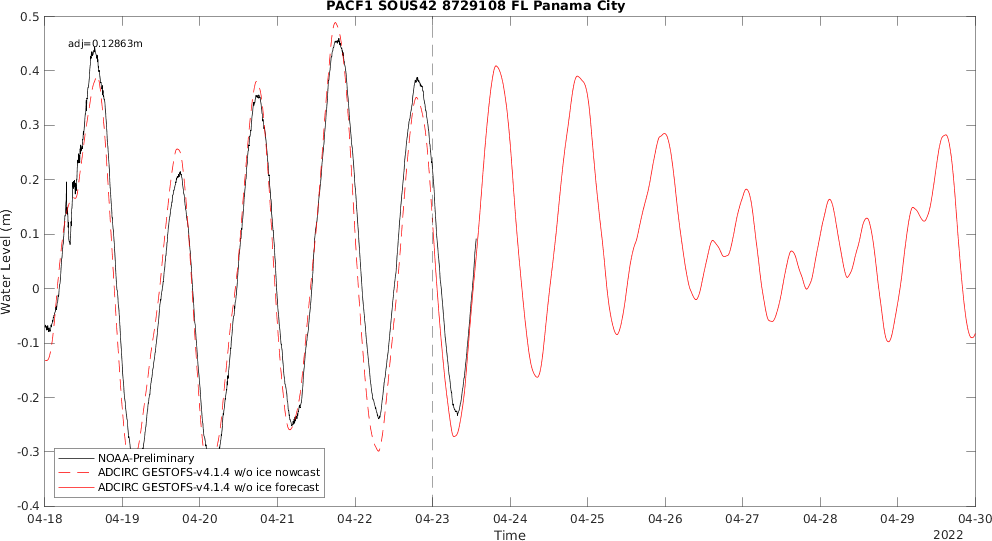 PACF1 SOUS42 8729108 FL Panama City
adj=0.12863m
0.5
0.4
0.3
0.2
0.1
0
-0.1
-0.2
-0.3
-0.4
Water Level (m)
NOAA-Preliminary
ADCIRC GESTOFS-v4.1.4 w/o ice nowcast
ADCIRC GESTOFS-v4.1.4 w/o ice forecast
04-18 04-19 04-20 04-21 04-22 04-23 04-24 04-25 04-26 04-27 04-28 04-29 04-30
Time
2022